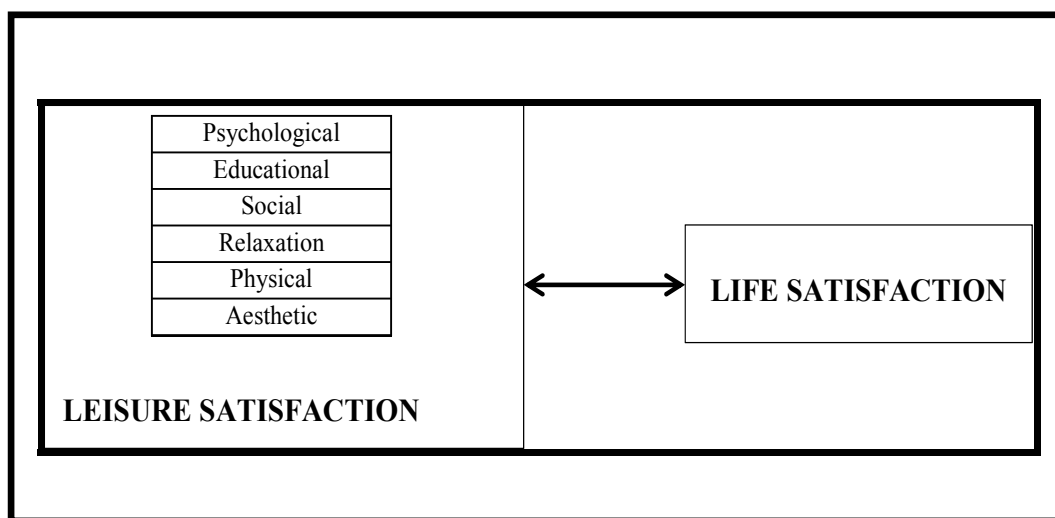 Psychological
Educational
Social
Relaxation
Physical
Aesthetic
LEISURE SATISFACTION
LIFE SATISFACTION